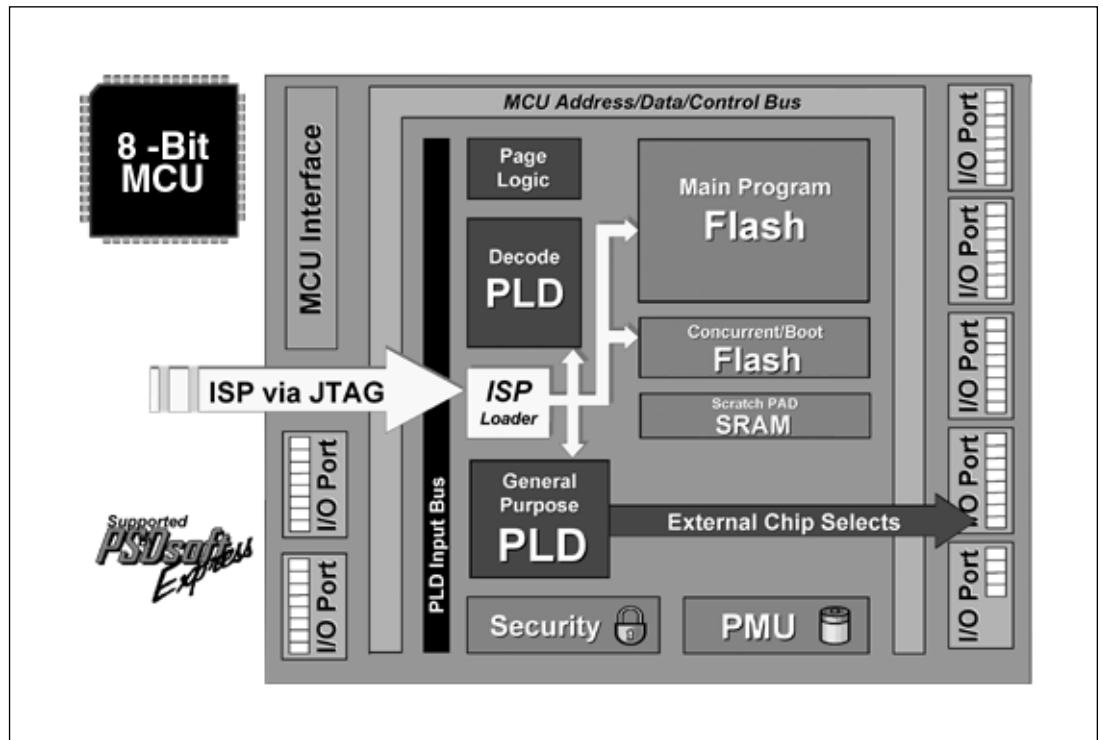 8 -Bit
MCU
MCU Interface
MCU Address/Data/Control Bus
PLD Input Bus
Page
Logic
Decode
PLD
ISP via JTAG
ISP
Loader
General
Purpose
PLD
Main Program
Flash
Concurrent/Boot
Flash
Scratch PAD
SRAM
External Chip Selects
Security
PMU
I/O Port
I/O Port
I/O Port
I/O Port
I/O Port
I/O Port
I/O Port
Supported
PSDsoft
Express